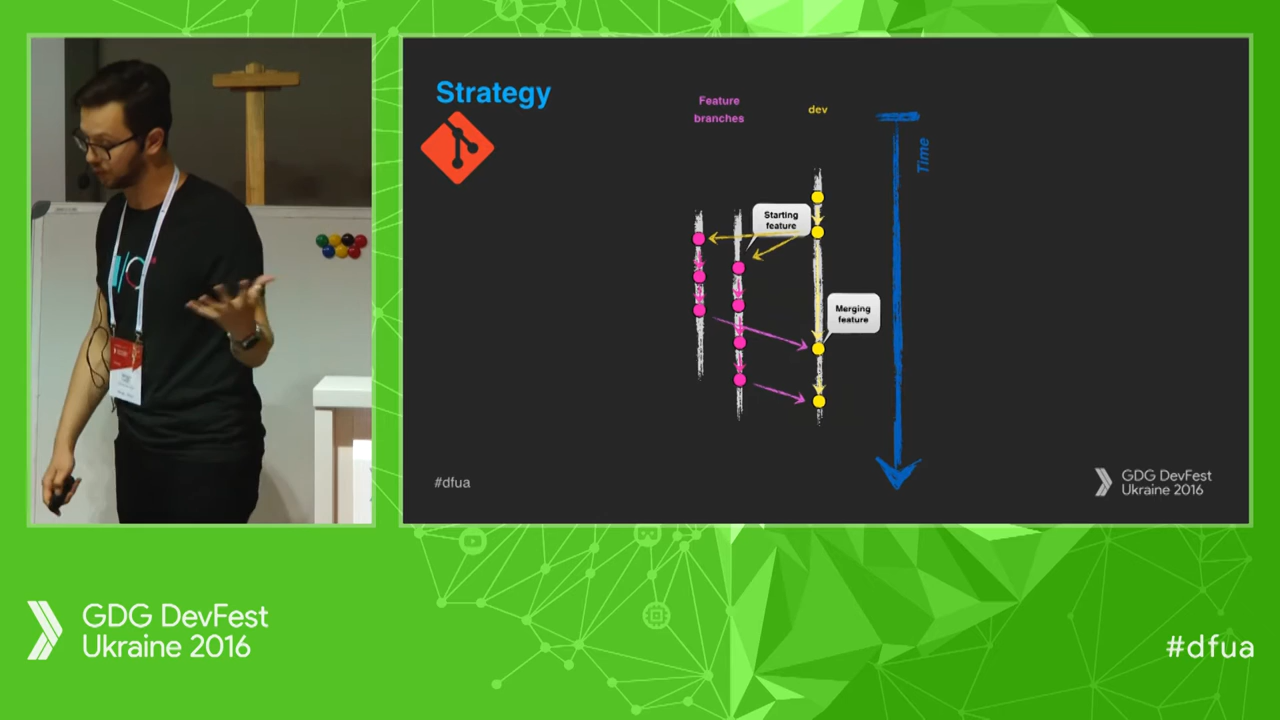 Strategy
Feature
branches
dev
Time
Starting
feature
Merging
feature
#dfua
GDG DevFest
Ukraine 2016
I/O
GDG DevFest
Ukraine 2016
#dfua